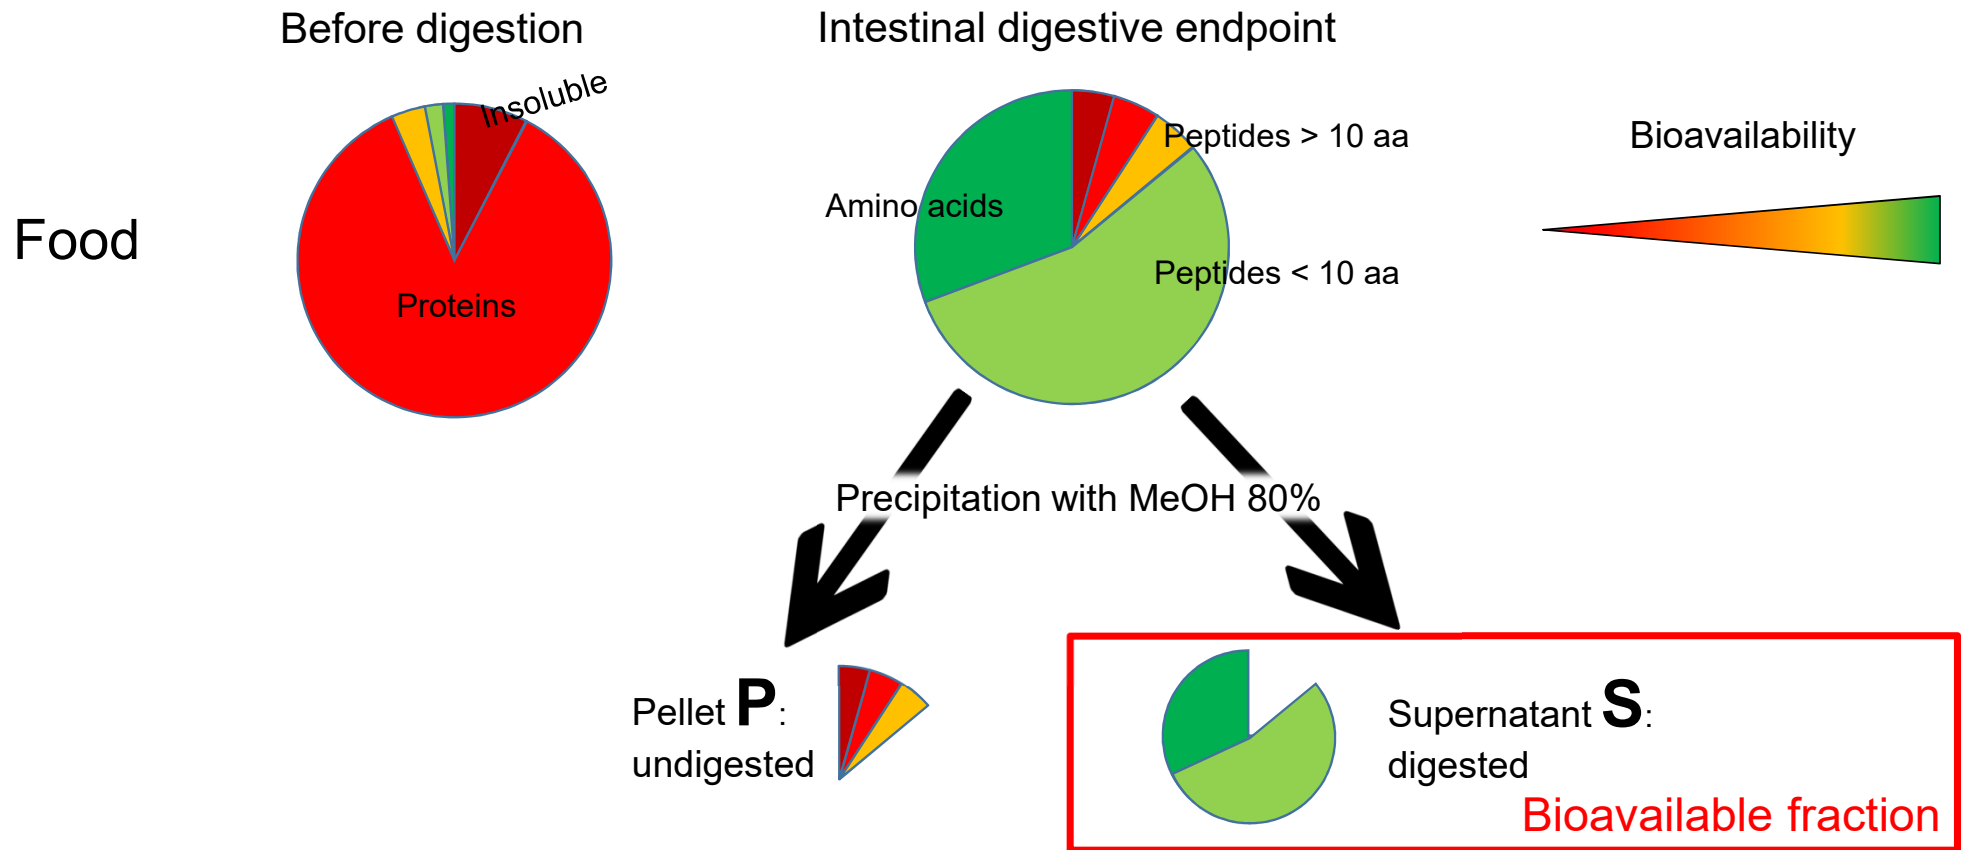 Before digestion
Intestinal digestive endpoint
Insoluble
Peptides > 10 aa
Bioavailability
Amino acids
Food
Peptides < 10 aa
Proteins
Precipitation with MeOH 80%
Pellet P:
undigested
Supernatant S:
digested
Bioavailable fraction